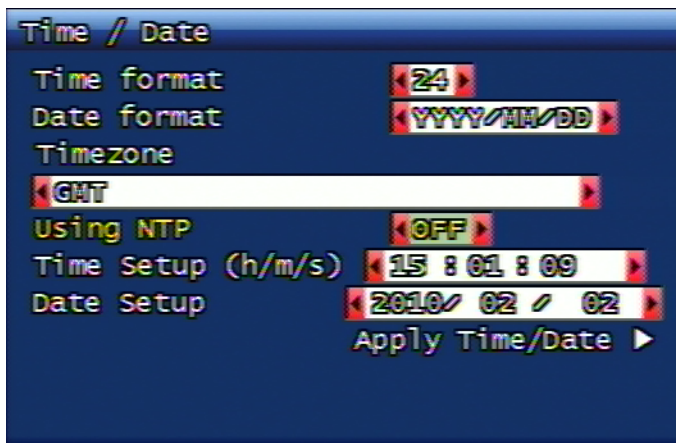 Time / Date
Time format 24
Date format YYYY/MM/DD
Timezone
GMT
Using NTP OFF
Time Setup (h/m/s) 15 : 01 : 09
Date Setup 2010/ 02 / 02
Apply Time/Date